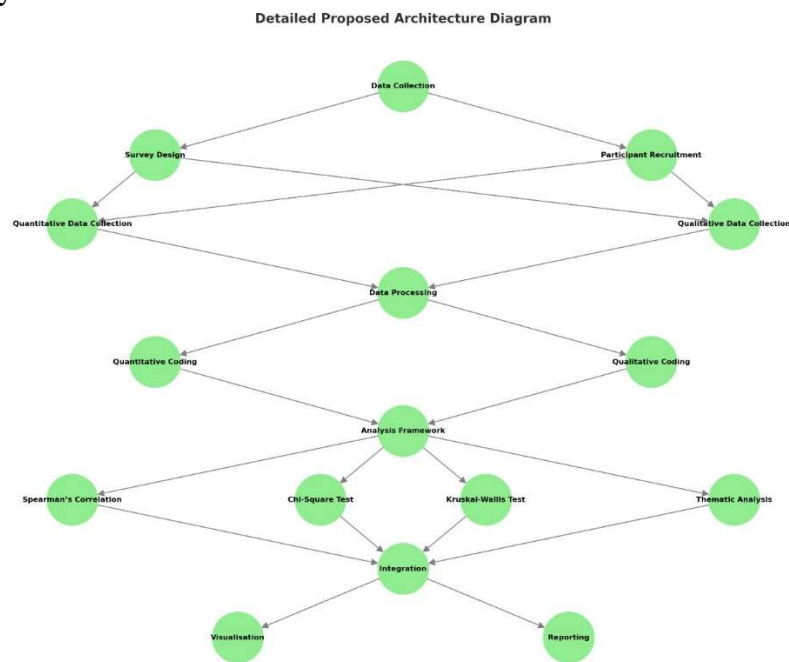 Detailed Proposed Architecture Diagram
Data Collection
Survey Design
Participant Recruitment
Quantitative Data Collection
Qualitative Data Collection
Data Processing
Quantitative Coding
Qualitative Coding
Analysis Framework
Spearman's Correlation
Chi-Square Test
Kruskal-Wallis Test
Thematic Analysis
Integration
Visualisation
Reporting